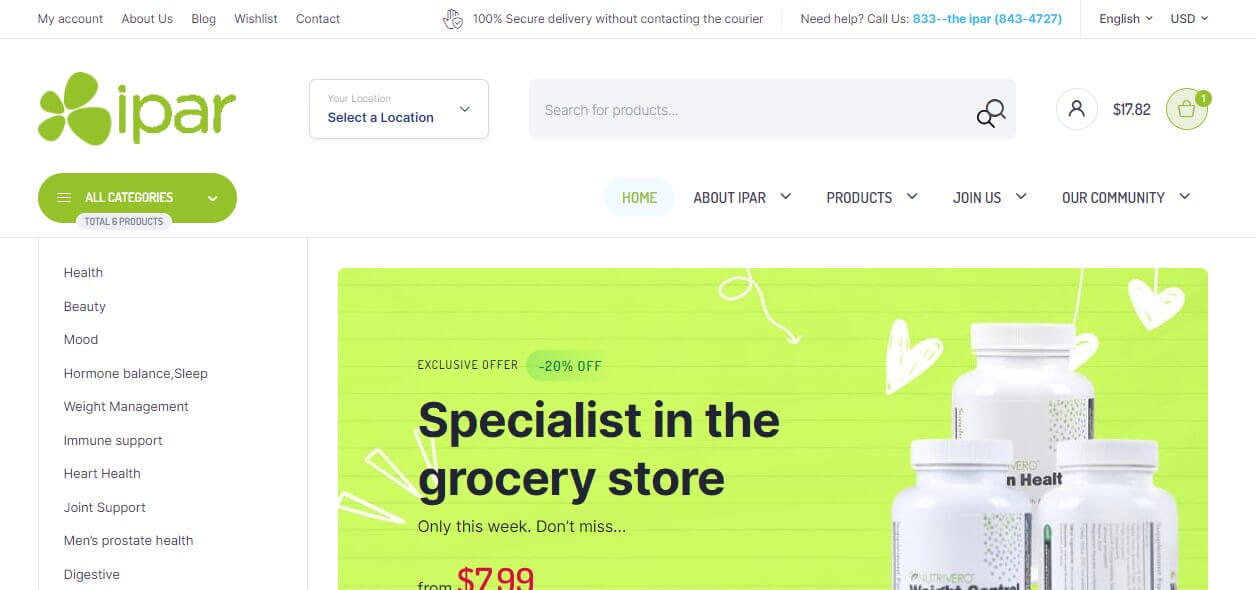 My account About Us Blog Wishlist Contact
100% Secure delivery without contacting the courier
Need help? Call Us: 833--the ipar (843-4727)
English USD
ipar
Your Location
Select a Location
Search for products...
$17.82
1
ALL CATEGORIES
TOTAL 6 PRODUCTS
HOME ABOUT IPAR PRODUCTS JOIN US OUR COMMUNITY
Health
Beauty
Mood
Hormone balance,Sleep
Weight Management
Immune support
Heart Health
Joint Support
Men's prostate health
Digestive
EXCLUSIVE OFFER -20% OFF
Specialist in the
grocery store
Only this week. Don't miss...
from $7.99
NUTRIVERO
Weight Control